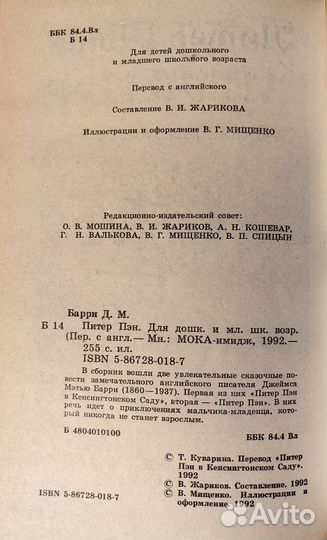 ББК 84.4.Вл
Б 14
Для детей дошкольного
и младшего школьного возраста
Перевод с английского
Составление В. И. ЖАРИКОВА
Иллюстрации и оформление В. Г. МИЩЕНКО
Редакционно-издательский совет:
О. В. МОШИНА, В. И. ЖАРИКОВ, А. Н. КОШЕВАР,
Г. Н. ВАЛЬКОВА, В. Г. МИЩЕНКО, В. П. СПИЦЫН
Барри Д. М.
Б 14 Питер Пэн. Для дошк. и мл. шк. возр.
(Пер. с англ.— Мн.: МОКА-имидж, 1992.—
255 с. ил.
ISBN 5-86728-018-7
В сборник вошли две увлекательные сказочные по-
вести замечательного английского писателя Джеймса
Мэтью Варри (1860—1937). Первая из них «Питер Пэн
в Кенсингтонском Саду», вторая — «Питер Пэн». В них
речь идет о приключениях мальчика-младенца, кото-
рый никогда не станет взрослым.
Б 4804010100
ББК 84.4 Вл
© Т. Куварина. Перевод «Питер
Пэн в Кенсингтонском Саду».
1992
© В. Жариков. Составление. 1992
© В. Мищенко. Иллюстрации и
оформление. 1992
ISBN 5-86728-018-7
Avito